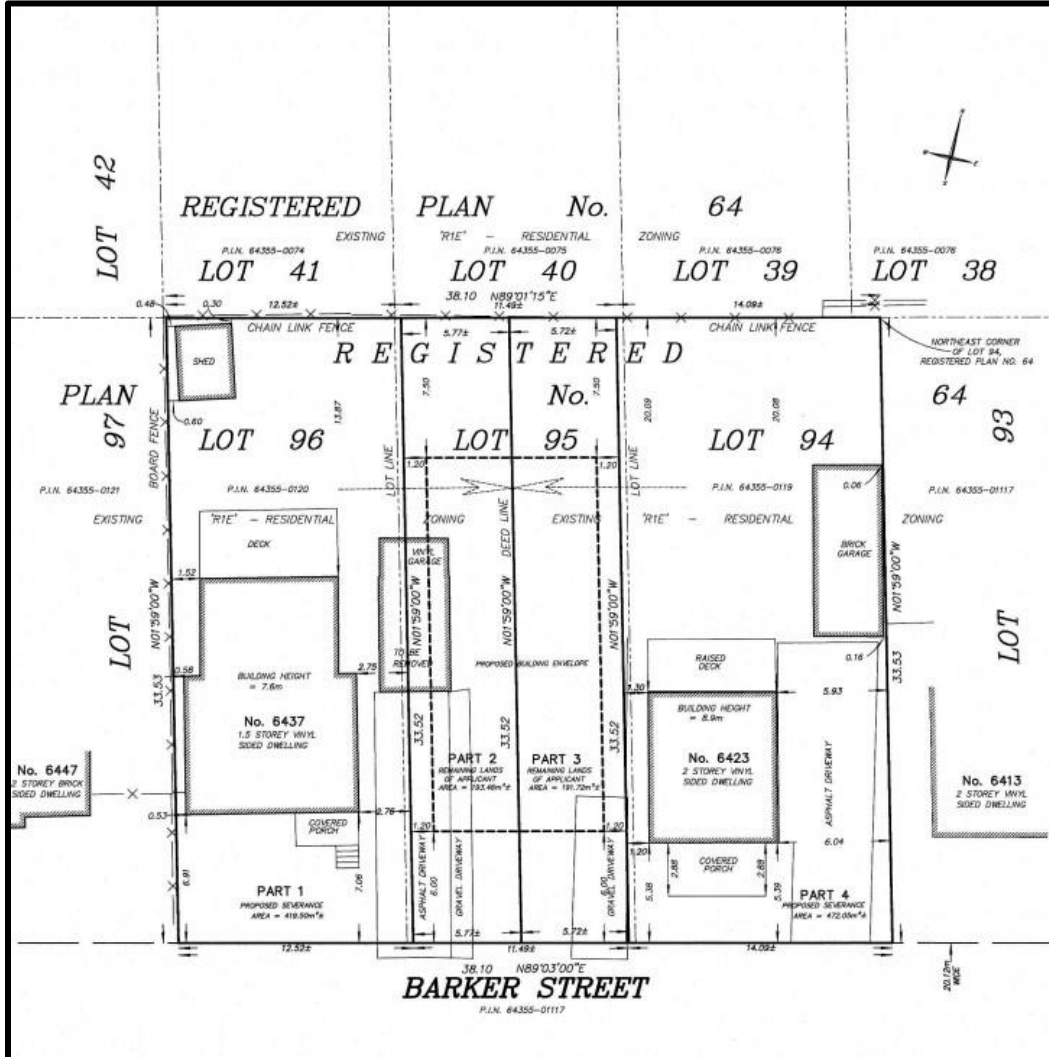 LOT 42
REGISTERED PLAN No. 64
EXISTING 'R1E' - RESIDENTIAL ZONING
P.I.N. 64355-0074
P.I.N. 64355-0075
P.I.N. 64355-0076
P.I.N. 64355-0076
LOT 41
LOT 40
LOT 39
LOT 38
38.10 N89°01'15"E
0.48
0.30
12.52±
11.49±
14.09±
CHAIN LINK FENCE
5.77±
5.72±
CHAIN LINK FENCE
REGISTERED
SHED
NORTHEAST CORNER
OF LOT 94,
REGISTERED PLAN NO. 64
PLAN
No.
64
7.50
7.50
13.87
20.09
20.08
0.60
97
BOARD FENCE
LOT 96
LOT 95
LOT 94
93
LOT LINE
1.20
1.20
LOT LINE
P.I.N. 64355-0121
P.I.N. 64355-0120
P.I.N. 64355-0119
0.06
P.I.N. 64355-01117
EXISTING 'R1E' - RESIDENTIAL ZONING
DEED LINE
EXISTING 'R1E' - RESIDENTIAL ZONING
DECK
VINYL
GARAGE
BRICK
GARAGE
1.52
N01°59'00"W
N01°59'00"W
N01°59'00"W
N01°59'00"W
N01°59'00"W
LOT
LOT
TO BE
REMOVED
PROPOSED BUILDING ENVELOPE
RAISED
DECK
0.16
0.58
2.75
33.53
BUILDING HEIGHT
= 7.6m
No. 6437
1.5 STOREY VINYL
SIDED DWELLING
1.30
5.93
33.53
BUILDING HEIGHT
= 8.9m
No. 6423
2 STOREY VINYL
SIDED DWELLING
33.52
33.52
33.52
ASPHALT DRIVEWAY
No. 6447
2 STOREY BRICK
SIDED DWELLING
PART 2
REMAINING LANDS
OF APPLICANT
AREA = 193.46m²±
PART 3
REMAINING LANDS
OF APPLICANT
AREA = 191.72m²±
No. 6413
2 STOREY VINYL
SIDED DWELLING
0.53
2.76
COVERED
PORCH
1.20
1.20
1.20
6.04
ASPHALT DRIVEWAY
6.00
GRAVEL DRIVEWAY
6.00
GRAVEL DRIVEWAY
COVERED
PORCH
2.88
2.88
6.91
7.06
5.38
5.39
PART 1
PROPOSED SEVERANCE
AREA = 419.50m²±
PART 4
PROPOSED SEVERANCE
AREA = 472.05m²±
12.52±
5.77±
5.72±
11.49±
14.09±
38.10 N89°03'00"E
20.12m
WIDE
BARKER STREET
P.I.N. 64355-01117